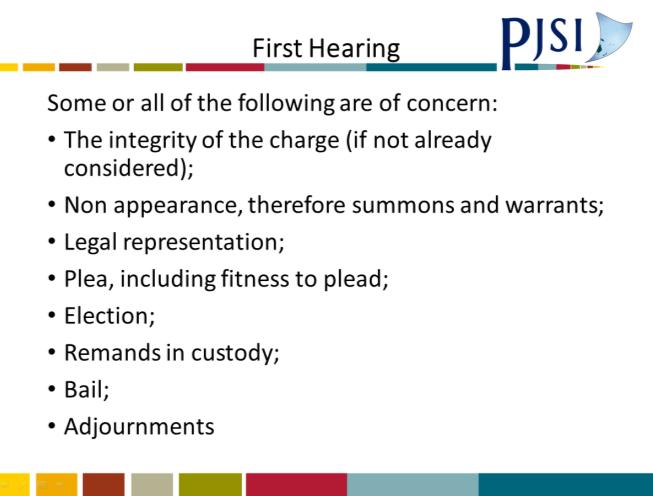 First Hearing
PJSI
Some or all of the following are of concern:
• The integrity of the charge (if not already
considered);
• Non appearance, therefore summons and warrants;
• Legal representation;
• Plea, including fitness to plead;
• Election;
• Remands in custody;
• Bail;
• Adjournments